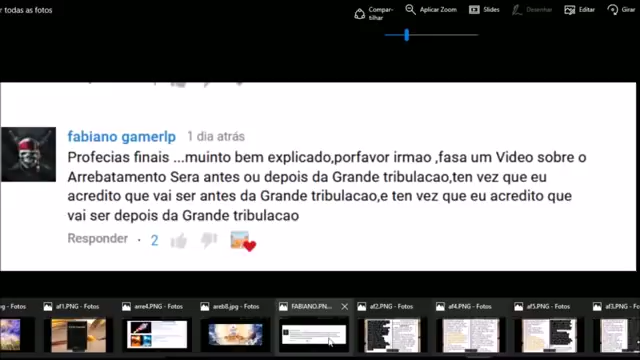 r todas as fotos
Compar-
tilhar
Aplicar Zoom
Slides
Desenhar
Editar
Girar
fabiano gamerlp 1 dia atrás
Profecias finais ...muinto bem explicado,porfavor irmao ,fasa um Video sobre o
Arrebatamento Sera antes ou depois da Grande tribulacao,ten vez que eu
acredito que vai ser antes da Grande tribulacao,e ten vez que eu acredito que
vai ser depois da Grande tribulacao
Responder · 2
pg - Fotos
af1.PNG - Fotos
arre4.PNG - Fotos
areb8.jpg - Fotos
FABIANO.PN...
af2.PNG - Fotos
af4.PNG - Fotos
af5.PNG - Fotos
af3.PNG - Fotos